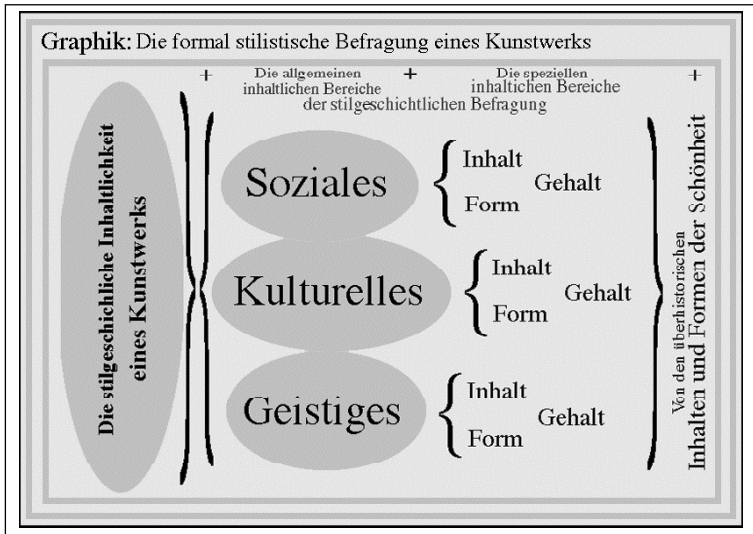 Graphik: Die formal stilistische Befragung eines Kunstwerks
+ Die allgemeinen + Die speziellen +
inhaltlichen Bereiche inhaltichen Bereiche
der stilgeschichtlichen Befragung
Die stilgeschichliche Inhaltlichkeit
eines Kunstwerks
Soziales
Inhalt
Gehalt
Form
Kulturelles
Inhalt
Gehalt
Form
Geistiges
Inhalt
Gehalt
Form
Von den überhistorischen
Inhalten und Formen der Schönheit